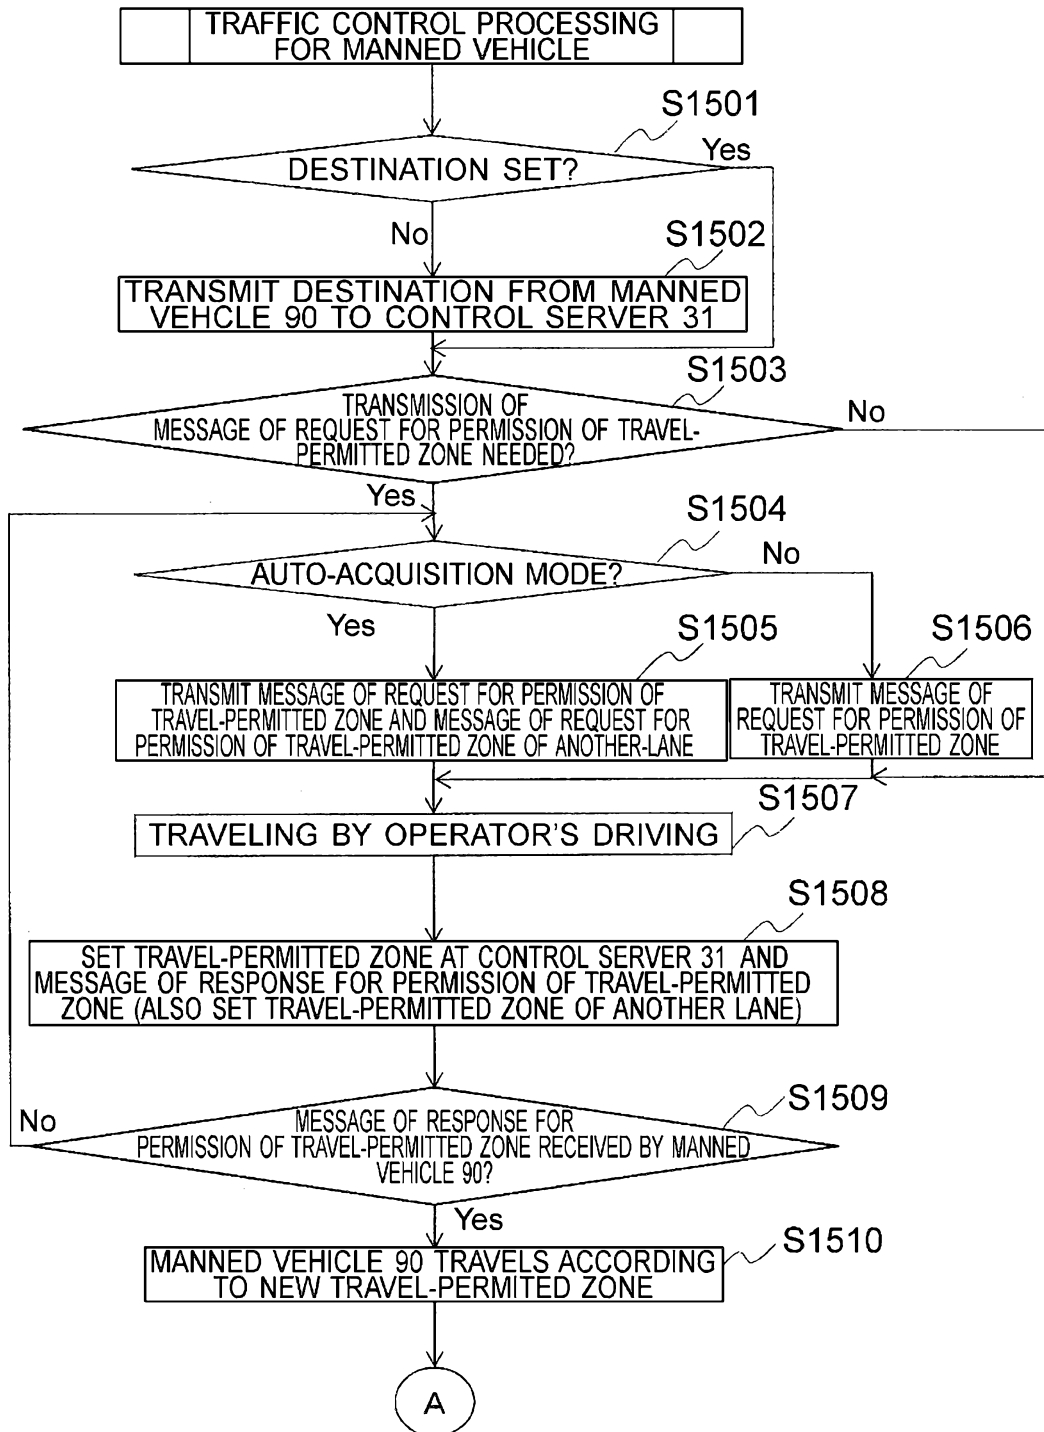 TRAFFIC CONTROL PROCESSING
FOR MANNED VEHICLE
S1501
DESTINATION SET?
Yes
No
S1502
TRANSMIT DESTINATION FROM MANNED
VEHCLE 90 TO CONTROL SERVER 31
S1503
TRANSMISSION OF
MESSAGE OF REQUEST FOR PERMISSION OF TRAVEL-
PERMITTED ZONE NEEDED?
No
Yes
S1504
AUTO-ACQUISITION MODE?
No
Yes
S1505
TRANSMIT MESSAGE OF REQUEST FOR PERMISSION OF
TRAVEL-PERMITTED ZONE AND MESSAGE OF REQUEST FOR
PERMISSION OF TRAVEL-PERMITTED ZONE OF ANOTHER-LANE
S1506
TRANSMIT MESSAGE OF
REQUEST FOR PERMISSION OF
TRAVEL-PERMITTED ZONE
S1507
TRAVELING BY OPERATOR'S DRIVING
S1508
SET TRAVEL-PERMITTED ZONE AT CONTROL SERVER 31 AND
MESSAGE OF RESPONSE FOR PERMISSION OF TRAVEL-PERMITTED
ZONE (ALSO SET TRAVEL-PERMITTED ZONE OF ANOTHER LANE)
S1509
No
MESSAGE OF RESPONSE FOR
PERMISSION OF TRAVEL-PERMITTED ZONE RECEIVED BY MANNED
VEHICLE 90?
Yes
S1510
MANNED VEHICLE 90 TRAVELS ACCORDING
TO NEW TRAVEL-PERMITED ZONE
A